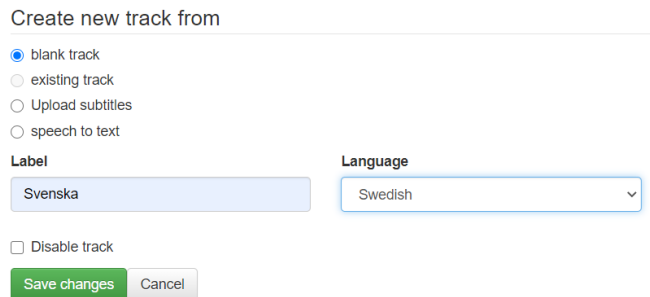 Create new track from
blank track
existing track
Upload subtitles
speech to text
Label Language
Svenska Swedish
Disable track
Save changes Cancel